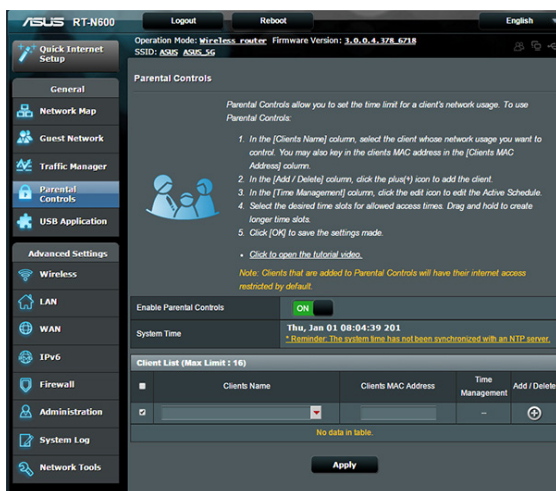 ASUS RT-N600
Logout
Reboot
English
Quick Internet
Setup
Operation Mode: Wireless router Firmware Version: 3.0.0.4.378_6718
SSID: ASUS ASUS_5G
General
Network Map
Guest Network
Traffic Manager
Parental
Controls
USB Application
Advanced Settings
Wireless
LAN
WAN
IPv6
Firewall
Administration
System Log
Network Tools
Parental Controls
Parental Controls allow you to set the time limit for a client's network usage. To use
Parental Controls:
1. In the [Clients Name] column, select the client whose network usage you want to
control. You may also key in the clients MAC address in the [Clients MAC
Address] column.
2. In the [Add / Delete] column, click the plus(+) icon to add the client.
3. In the [Time Management] column, click the edit icon to edit the Active Schedule.
4. Select the desired time slots for allowed access times. Drag and hold to create
longer time slots.
5. Click [OK] to save the settings made.
• Click to open the tutorial video.
Note: Clients that are added to Parental Controls will have their internet access
restricted by default.
Enable Parental Controls
ON
System Time
Thu, Jan 01 08:04:39 201
* Reminder: The system time has not been synchronized with an NTP server.
Client List (Max Limit : 16)
Clients Name
Clients MAC Address
Time
Management
Add / Delete
--
No data in table.
Apply